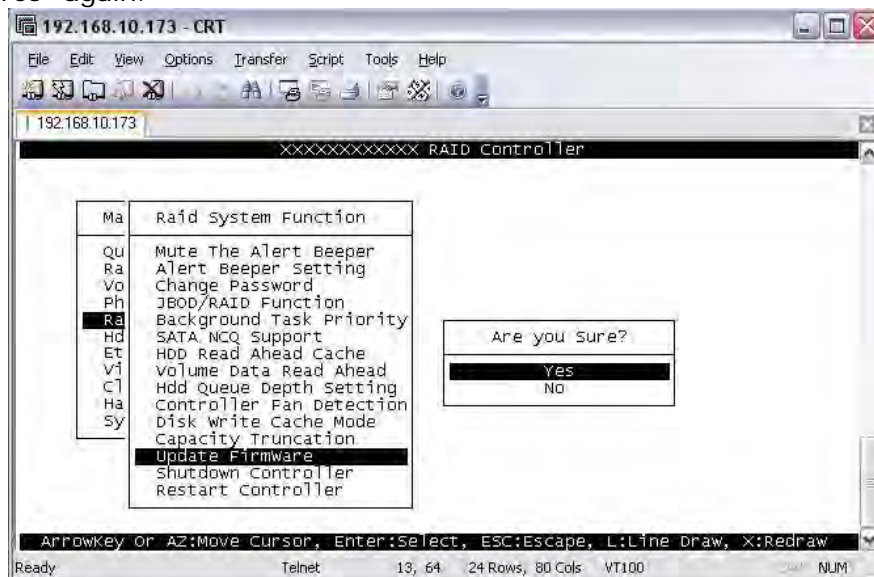 192.168.10.173 - CRT
File Edit View Options Transfer Script Tools Help
192.168.10.173
XXXXXXXXXXXX RAID Controller
Ma
Qu
Ra
Vo
Ph
Ra
Hd
Et
Vi
Cl
Ha
Sy
Raid System Function
Mute The Alert Beeper
Alert Beeper Setting
Change Password
JBOD/RAID Function
Background Task Priority
SATA NCQ Support
HDD Read Ahead Cache
Volume Data Read Ahead
Hdd Queue Depth Setting
Controller Fan Detection
Disk Write Cache Mode
Capacity Truncation
Update Firmware
Shutdown Controller
Restart Controller
Are you Sure?
Yes
No
ArrowKey Or AZ:Move Cursor, Enter:Select, ESC:Escape, L:Line Draw, X:Redraw
Ready Telnet 13, 64 24 Rows, 80 Cols VT100 NUM